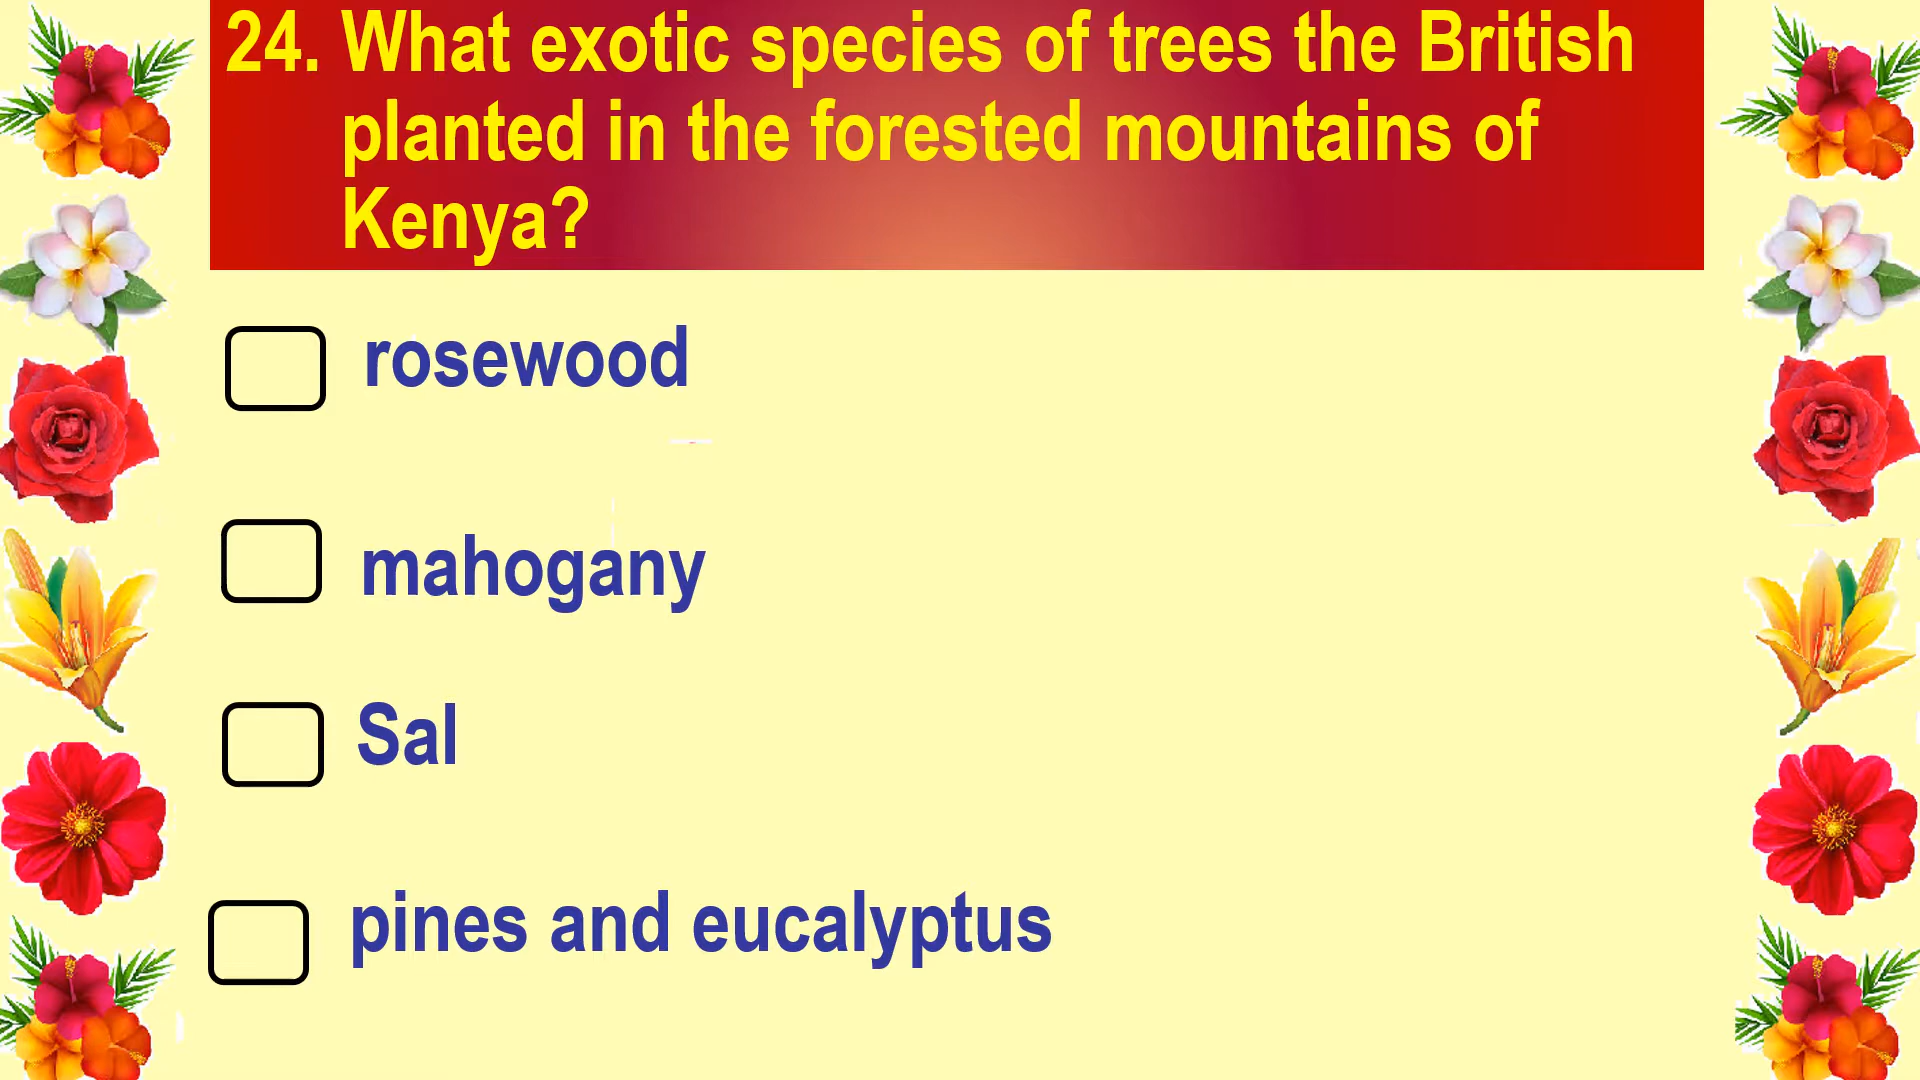 24. What exotic species of trees the British
planted in the forested mountains of
Kenya?
rosewood
mahogany
Sal
pines and eucalyptus